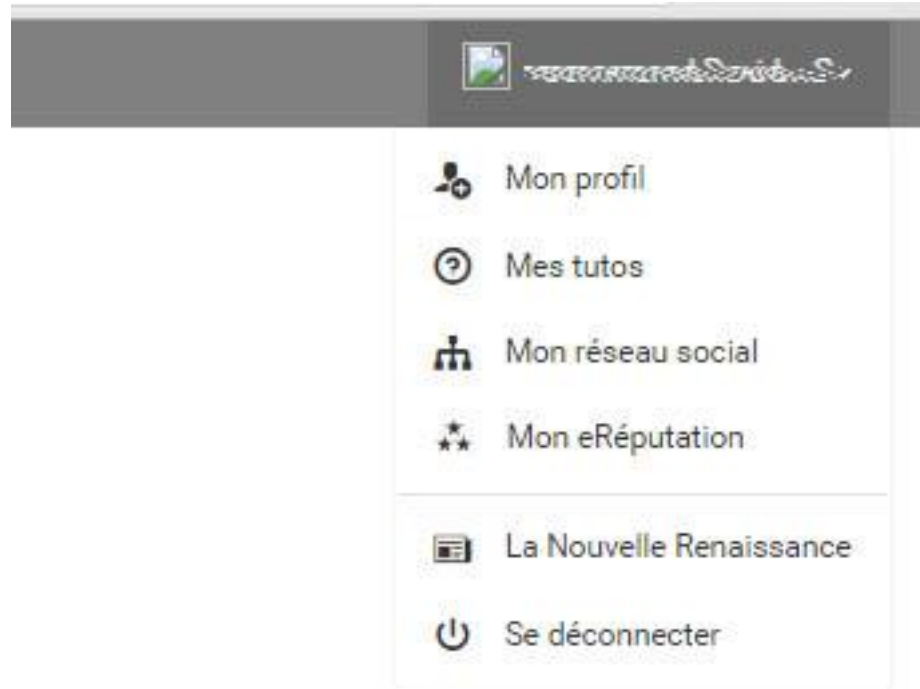 Mon profil
Mes tutos
Mon réseau social
Mon eRéputation
La Nouvelle Renaissance
Se déconnecter